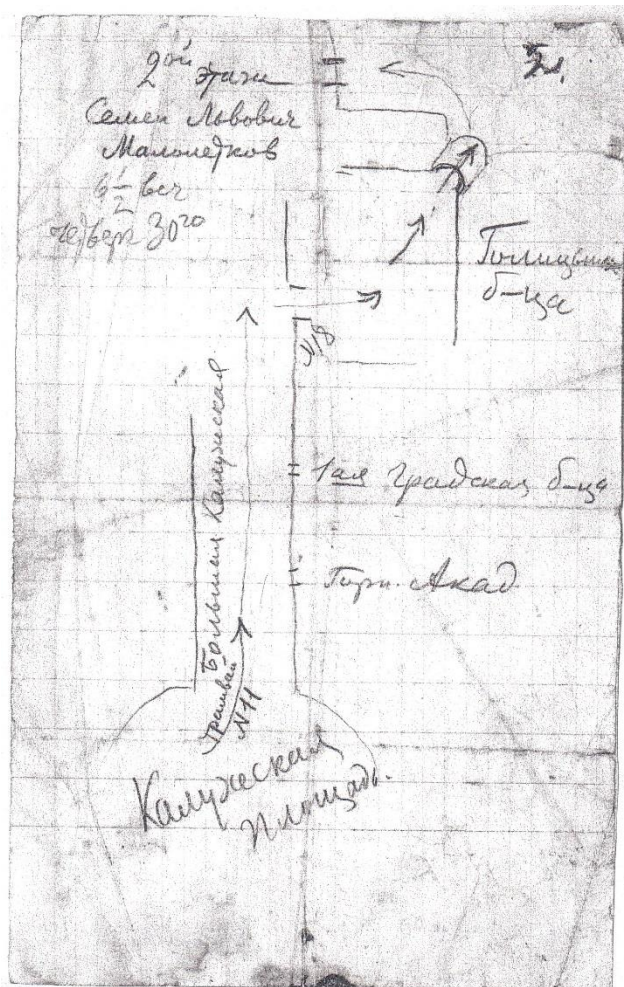 2ой этаж
Семен Львович
Малолетков
6 1/2 веч
четверг 30го
Голицынск
б-ца
№18
1ая Градская б-ца
Горн. Акад
Большая Калужская
Трамвай
№11
Калужская
площадь.